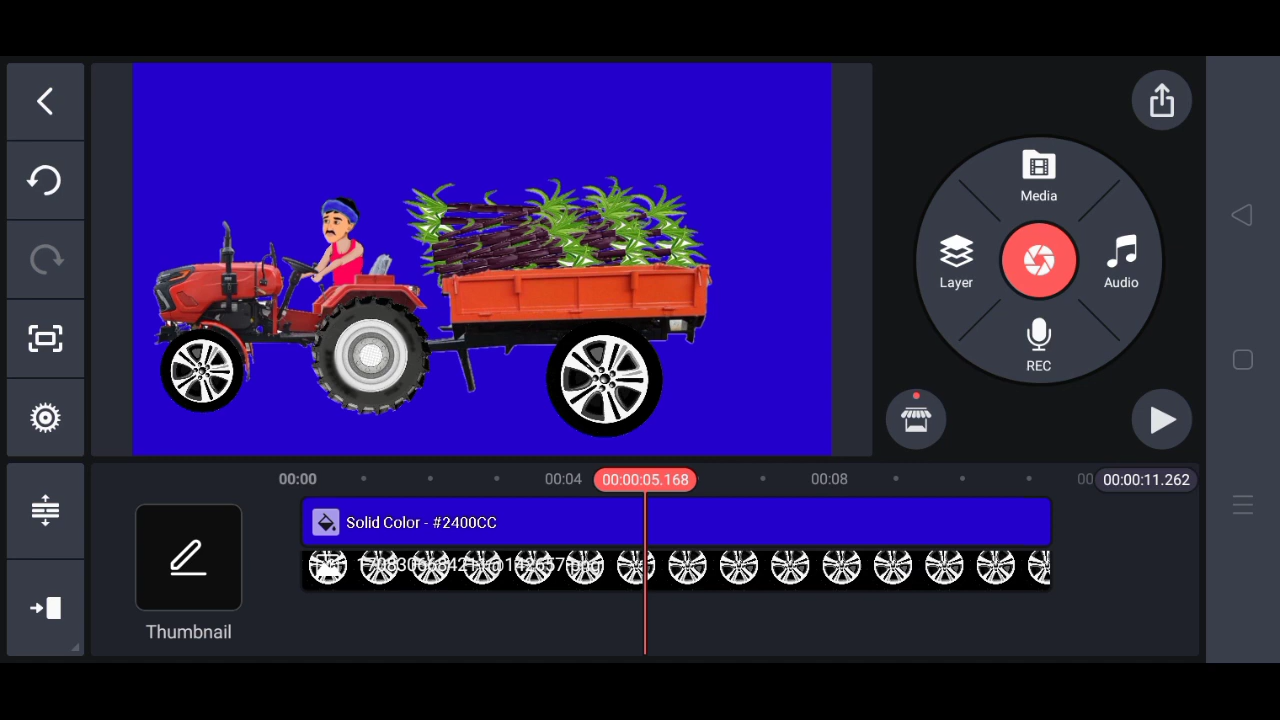 Media
Layer
Audio
REC
00:00
00:04
00:00:05.168
00:08
00
00:00:11.262
Solid Color - #2400CC
Thumbnail